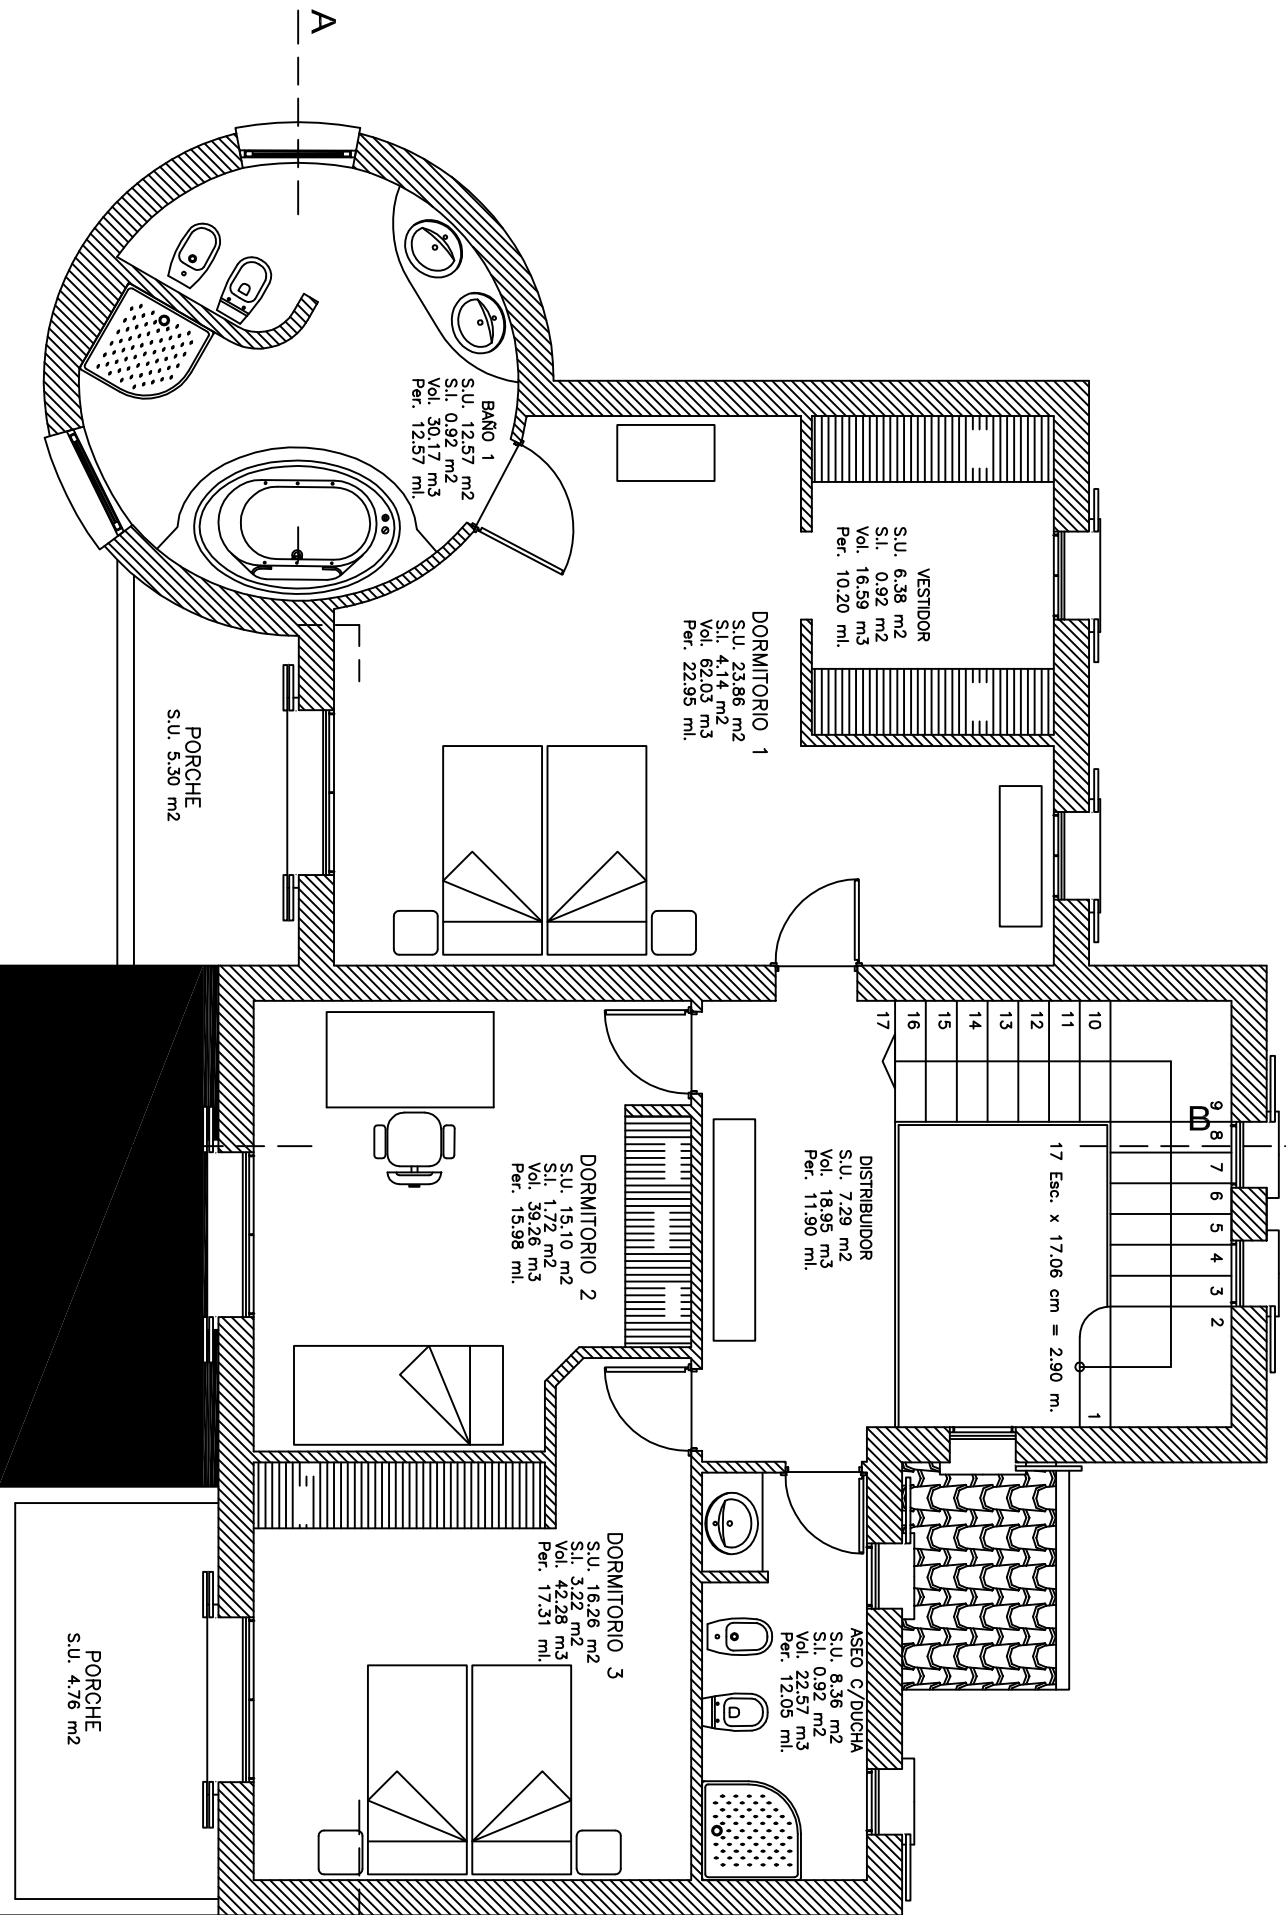 A
BAÑO 1
S.U. 12.57 m2
S.I. 0.92 m2
Vol. 30.17 m3
Per. 12.57 ml.
VESTIDOR
S.U. 6.38 m2
S.I. 0.92 m2
Vol. 16.59 m3
Per. 10.20 ml.
DORMITORIO 1
S.U. 23.86 m2
S.I. 4.14 m2
Vol. 62.03 m3
Per. 22.95 ml.
PORCHE
S.U. 5.30 m2
17
16
15
14
13
12
11
10
9
8
7
6
5
4
3
2
1
B
17 Esc. x 17.06 cm = 2.90 m.
DISTRIBUIDOR
S.U. 7.29 m2
Vol. 18.95 m3
Per. 11.90 ml.
DORMITORIO 2
S.U. 15.10 m2
S.I. 1.72 m2
Vol. 39.26 m3
Per. 15.98 ml.
DORMITORIO 3
S.U. 16.26 m2
S.I. 3.22 m2
Vol. 42.28 m3
Per. 17.31 ml.
ASEO C/DUCHA
S.U. 8.36 m2
S.I. 0.92 m2
Vol. 22.57 m3
Per. 12.05 ml.
PORCHE
S.U. 4.76 m2